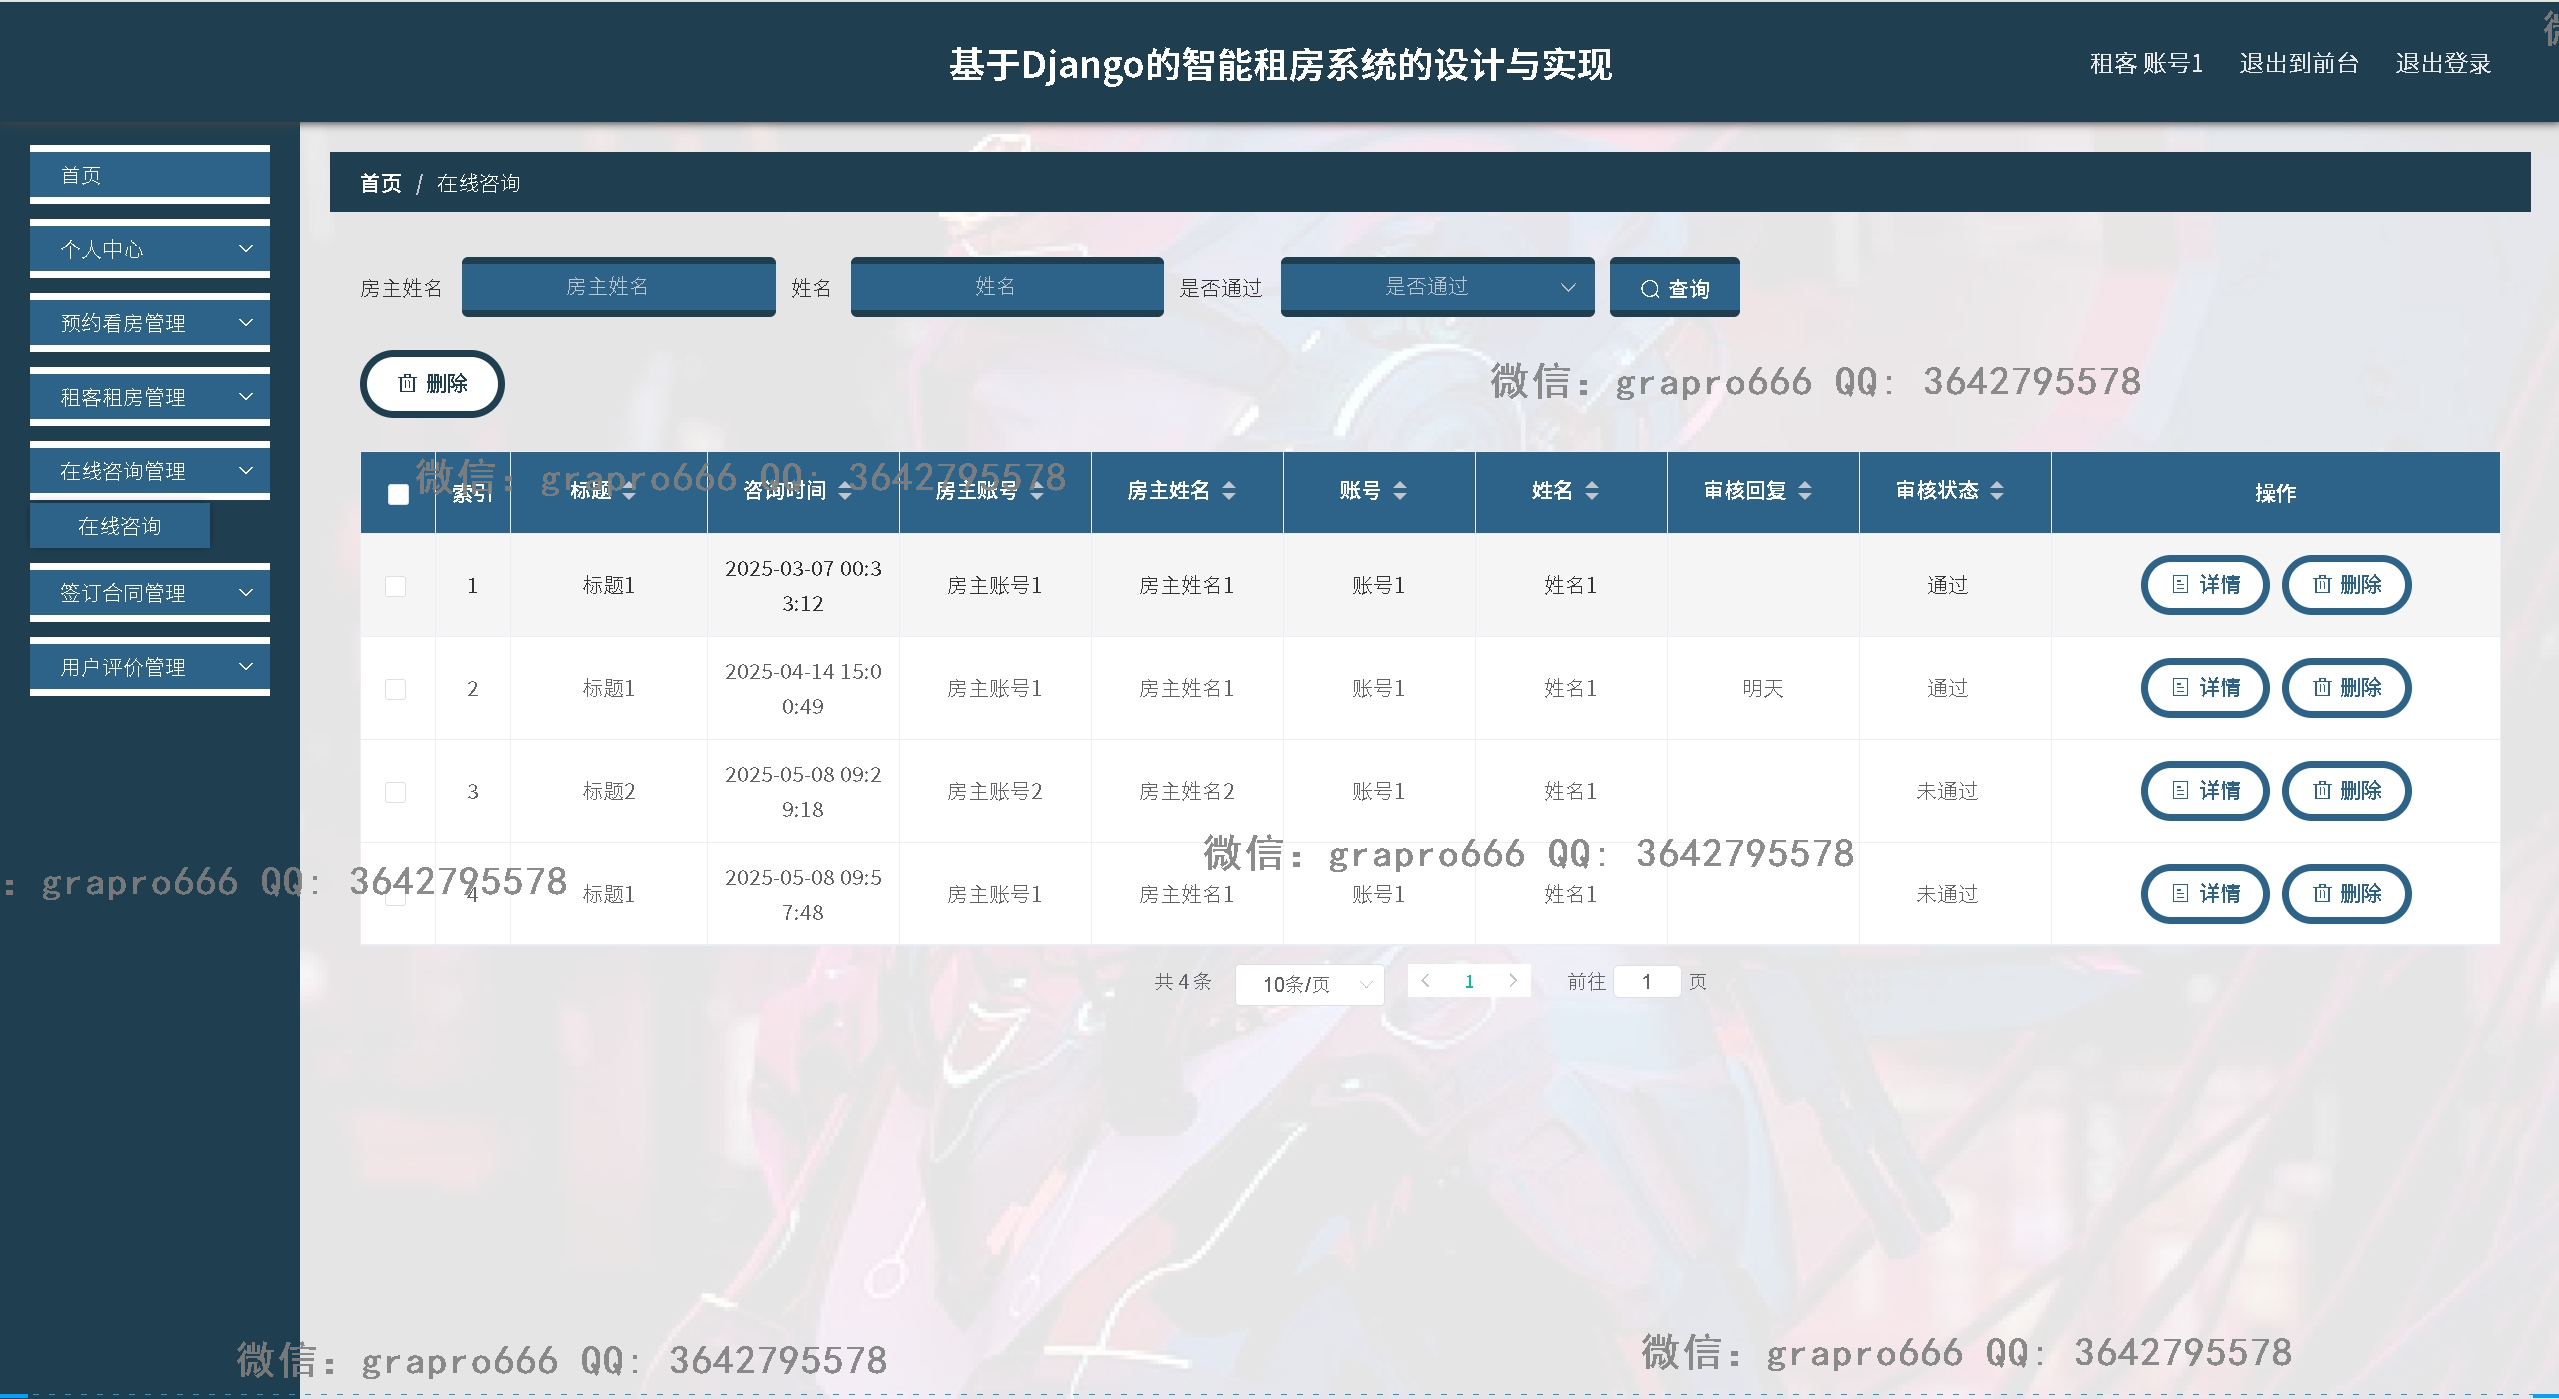 基于Django的智能租房系统的设计与实现
租客 账号1 退出到前台 退出登录
首页
个人中心
预约看房管理
租客租房管理
在线咨询管理
在线咨询
签订合同管理
用户评价管理
首页 / 在线咨询
房主姓名 房主姓名 姓名 姓名 是否通过 是否通过 查询
删除
微信: grapro666 QQ: 3642795578
微信: grapro666 QQ: 3642795578
索引 标题 咨询时间 房主账号 房主姓名 账号 姓名 审核回复 审核状态 操作
1 标题1 2025-03-07 00:3
3:12 房主账号1 房主姓名1 账号1 姓名1 通过 详情 删除
2 标题1 2025-04-14 15:0
0:49 房主账号1 房主姓名1 账号1 姓名1 明天 通过 详情 删除
3 标题2 2025-05-08 09:2
9:18 房主账号2 房主姓名2 账号1 姓名1 未通过 详情 删除
微信: grapro666 QQ: 3642795578
: grapro666 QQ: 3642795578
4 标题1 2025-05-08 09:5
7:48 房主账号1 房主姓名1 账号1 姓名1 未通过 详情 删除
共 4 条 10条/页 1 前往 1 页
微信: grapro666 QQ: 3642795578
微信: grapro666 QQ: 3642795578